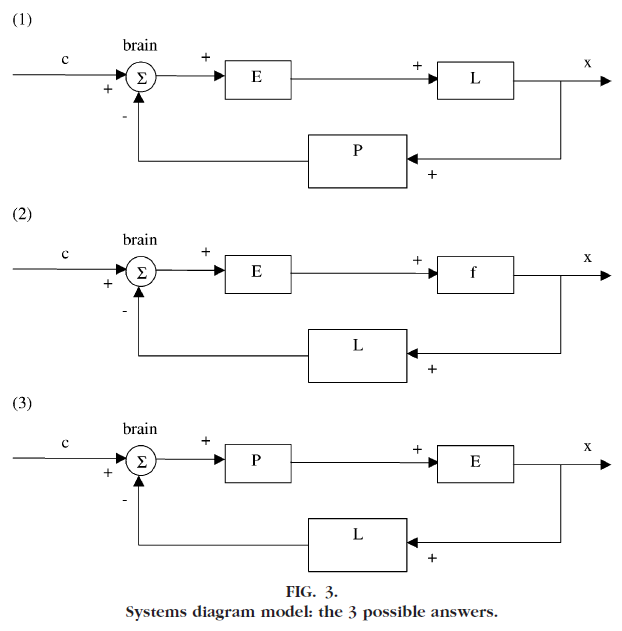 (1)
brain
c + Σ + E + L x
-
P
+
(2)
brain
c + Σ + E + f x
-
L
+
(3)
brain
c + Σ + P + E x
-
L
+
FIG. 3.
Systems diagram model: the 3 possible answers.